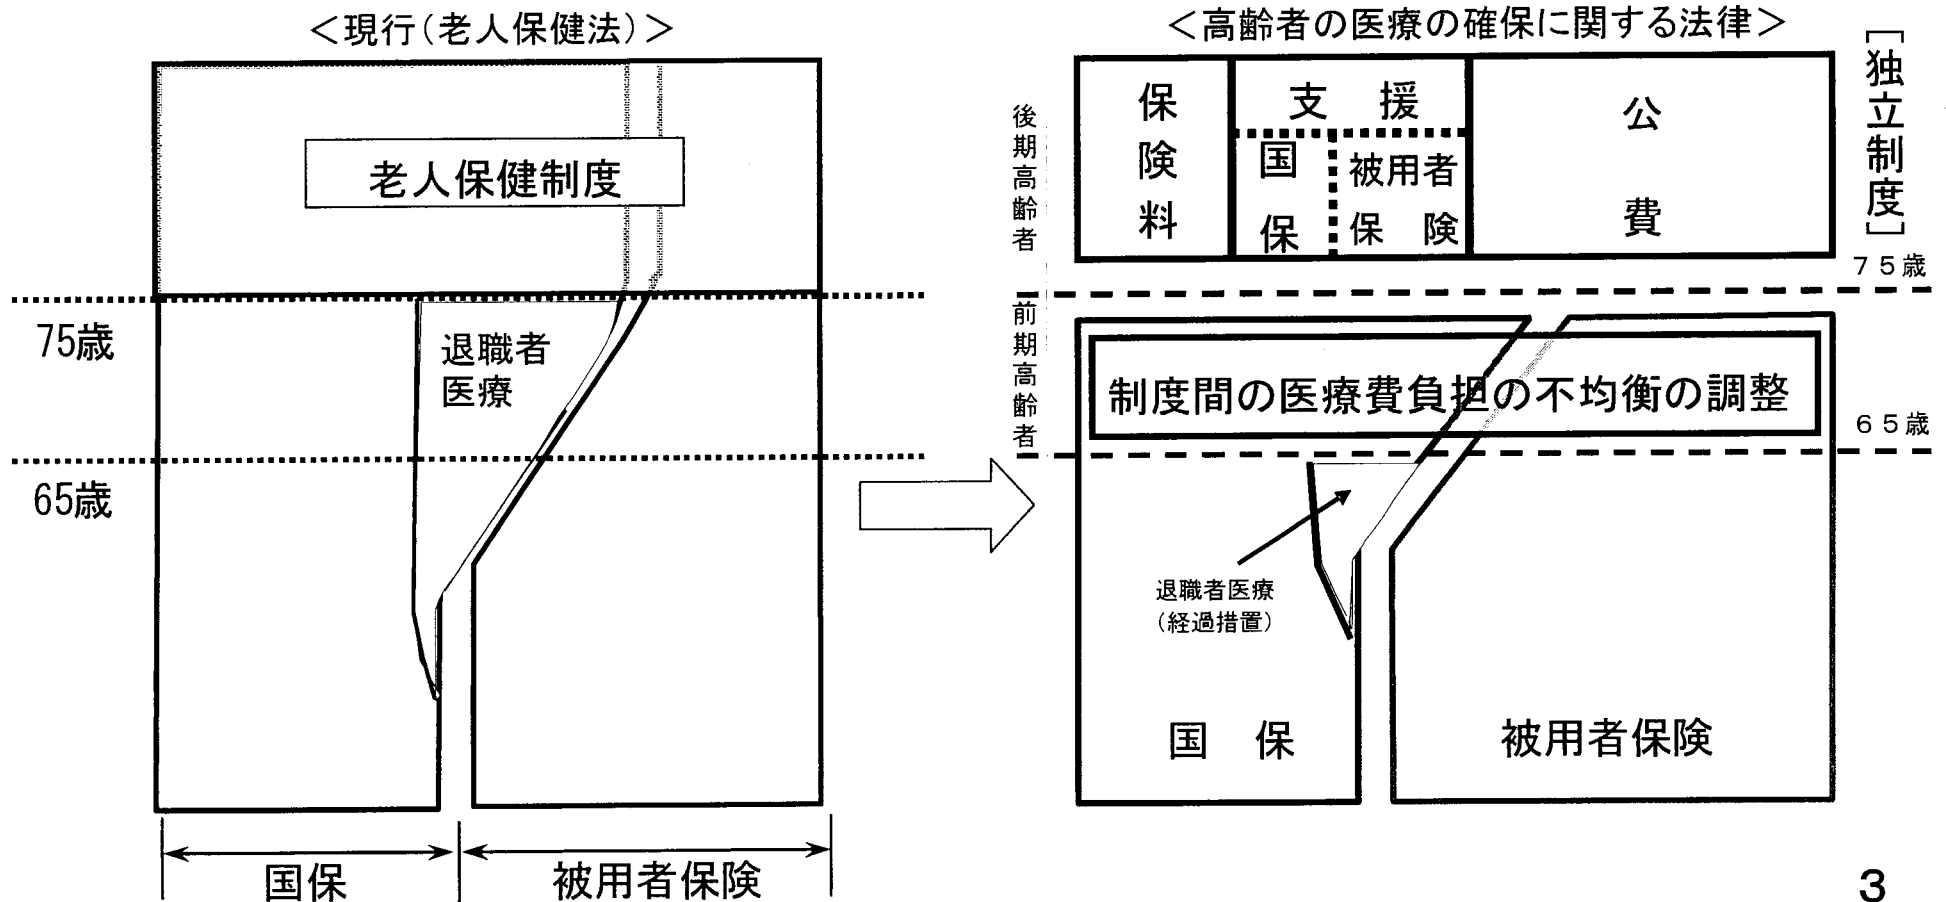 ＜現行（老人保健法）＞
老人保健制度
75歳
退職者
医療
65歳
国保
被用者保険
＜高齢者の医療の確保に関する法律＞
［独立制度］
後期高齢者
保険料
支　援
国保
被用者
保　険
公費
７５歳
前期高齢者
制度間の医療費負担の不均衡の調整
６５歳
退職者医療
（経過措置）
国　保
被用者保険
3